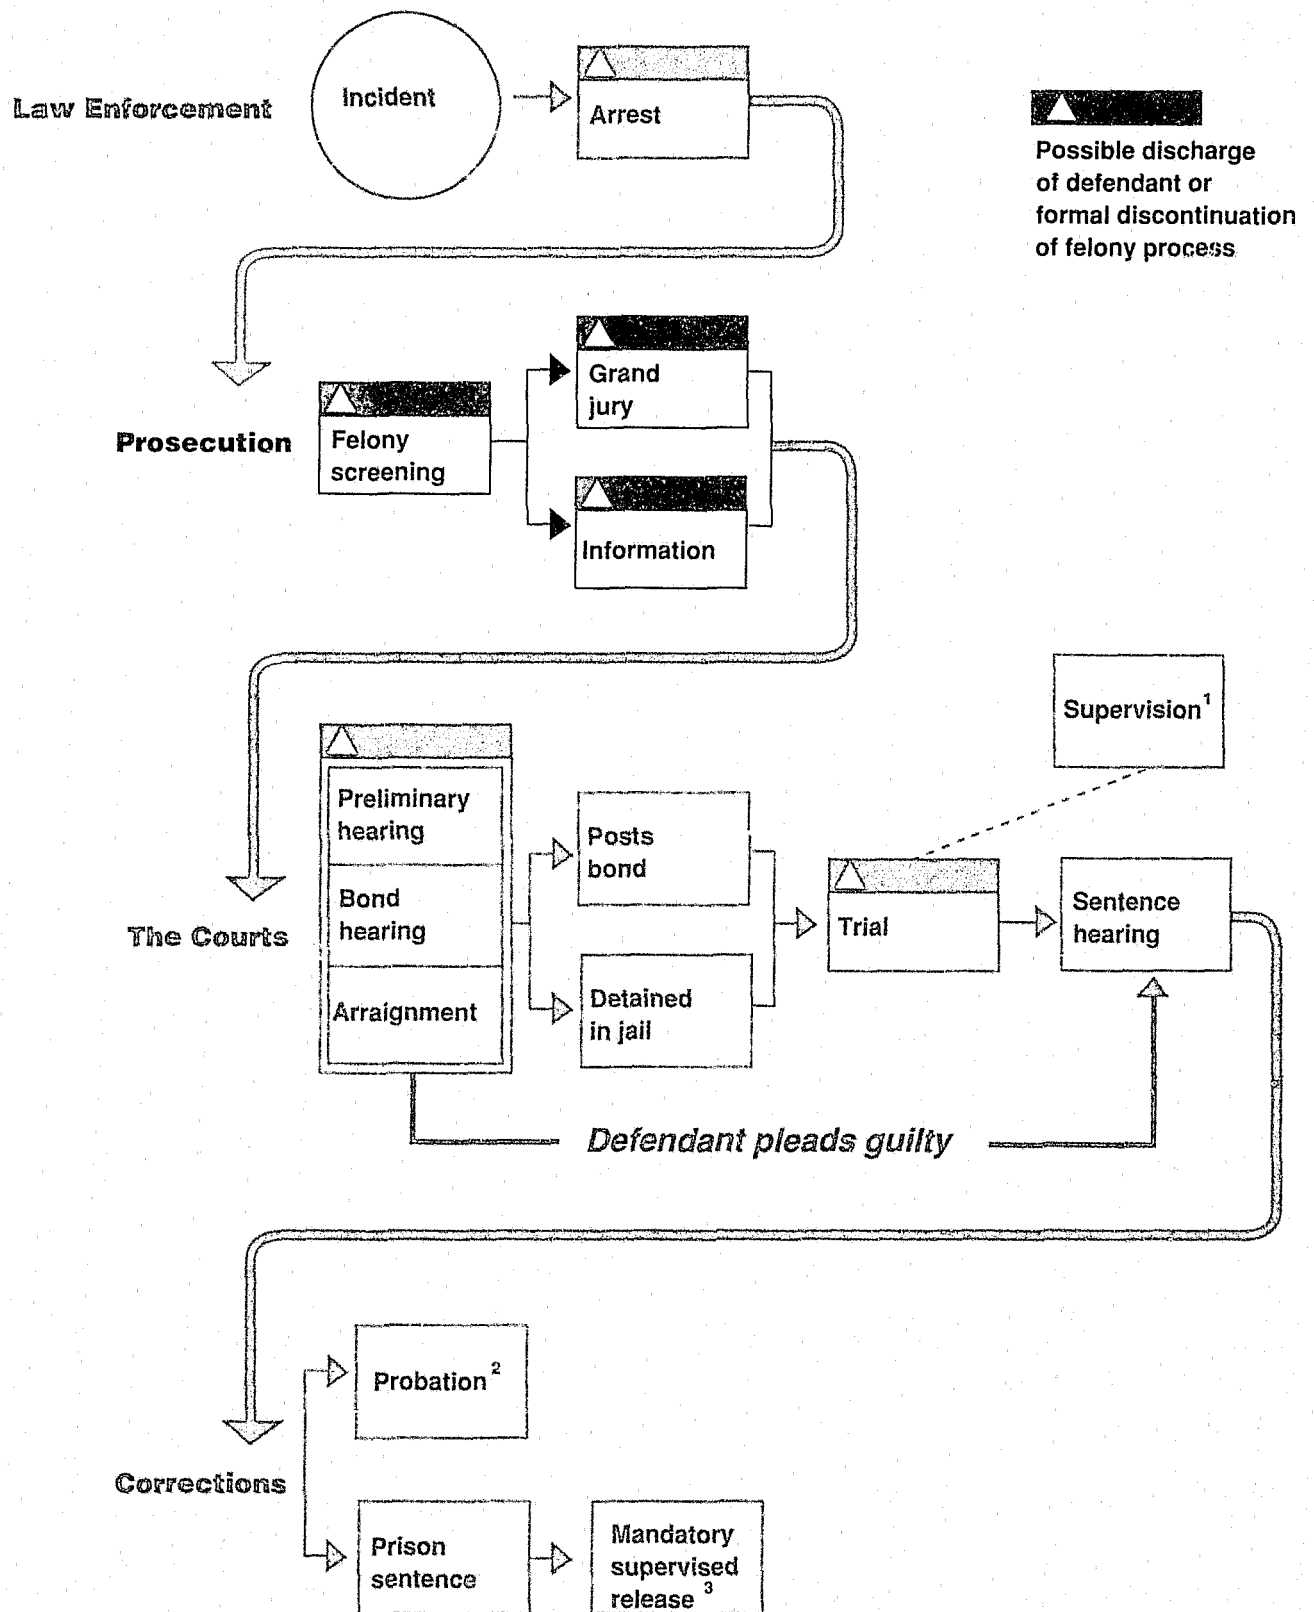 Law Enforcement
Incident
Arrest
Possible discharge
of defendant or
formal discontinuation
of felony process
Prosecution
Felony
screening
Grand
jury
Information
Supervision¹
The Courts
Preliminary
hearing
Bond
hearing
Arraignment
Posts
bond
Detained
in jail
Trial
Sentence
hearing
Defendant pleads guilty
Corrections
Probation²
Prison
sentence
Mandatory
supervised
release ³